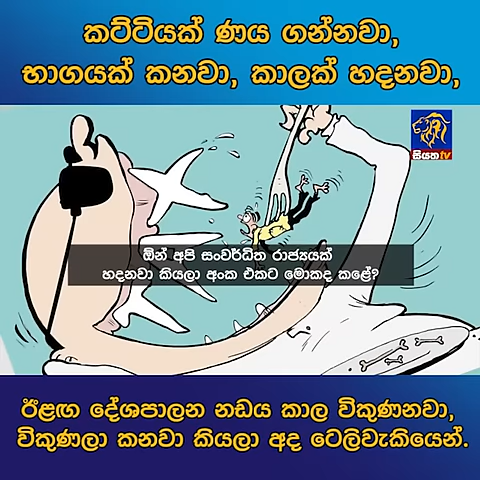 කට්ටියක් ණය ගන්නවා,
භාගයක් කනවා, කාලක් හදනවා,
සියත tv
ඕන් අපි සංවර්ධිත රාජ්‍යයක්
හදනවා කියලා අංක එකට මොකද කළේ?
ඊළඟ දේශපාලන නඩය කාල විකුණනවා,
විකුණලා කනවා කියලා අද ටෙලිවැකියෙන්.